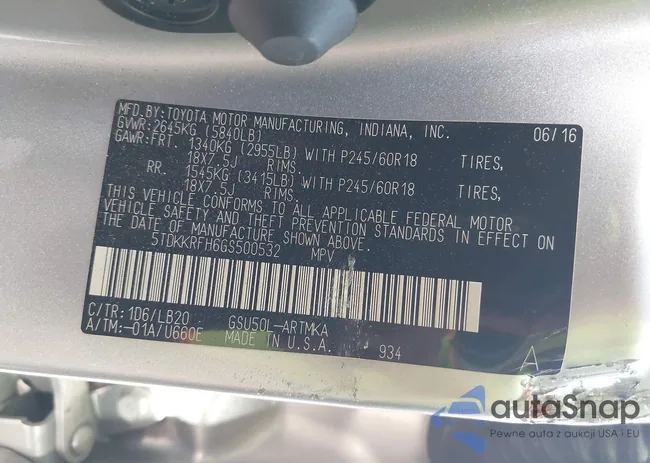 MFD.BY:TOYOTA MOTOR MANUFACTURING, INDIANA, INC. 06/16
GVWR:2645KG (5840LB)
GAWR:FRT. 1340KG (2955LB) WITH P245/60R18 TIRES,
18X7.5J RIMS.
RR. 1545KG (3415LB) WITH P245/60R18 TIRES,
18X7.5J RIMS.
THIS VEHICLE CONFORMS TO ALL APPLICABLE FEDERAL MOTOR
VEHICLE SAFETY AND THEFT PREVENTION STANDARDS IN EFFECT ON
THE DATE OF MANUFACTURE SHOWN ABOVE.
5TDKKRFH6GS500532 MPV
C/TR:1D6/LB20 GSU50L-ARTMKA
A/TM:-01A/U660E MADE IN U.S.A. 934 A
autaSnap
Pewne auta z aukcji USA i EU